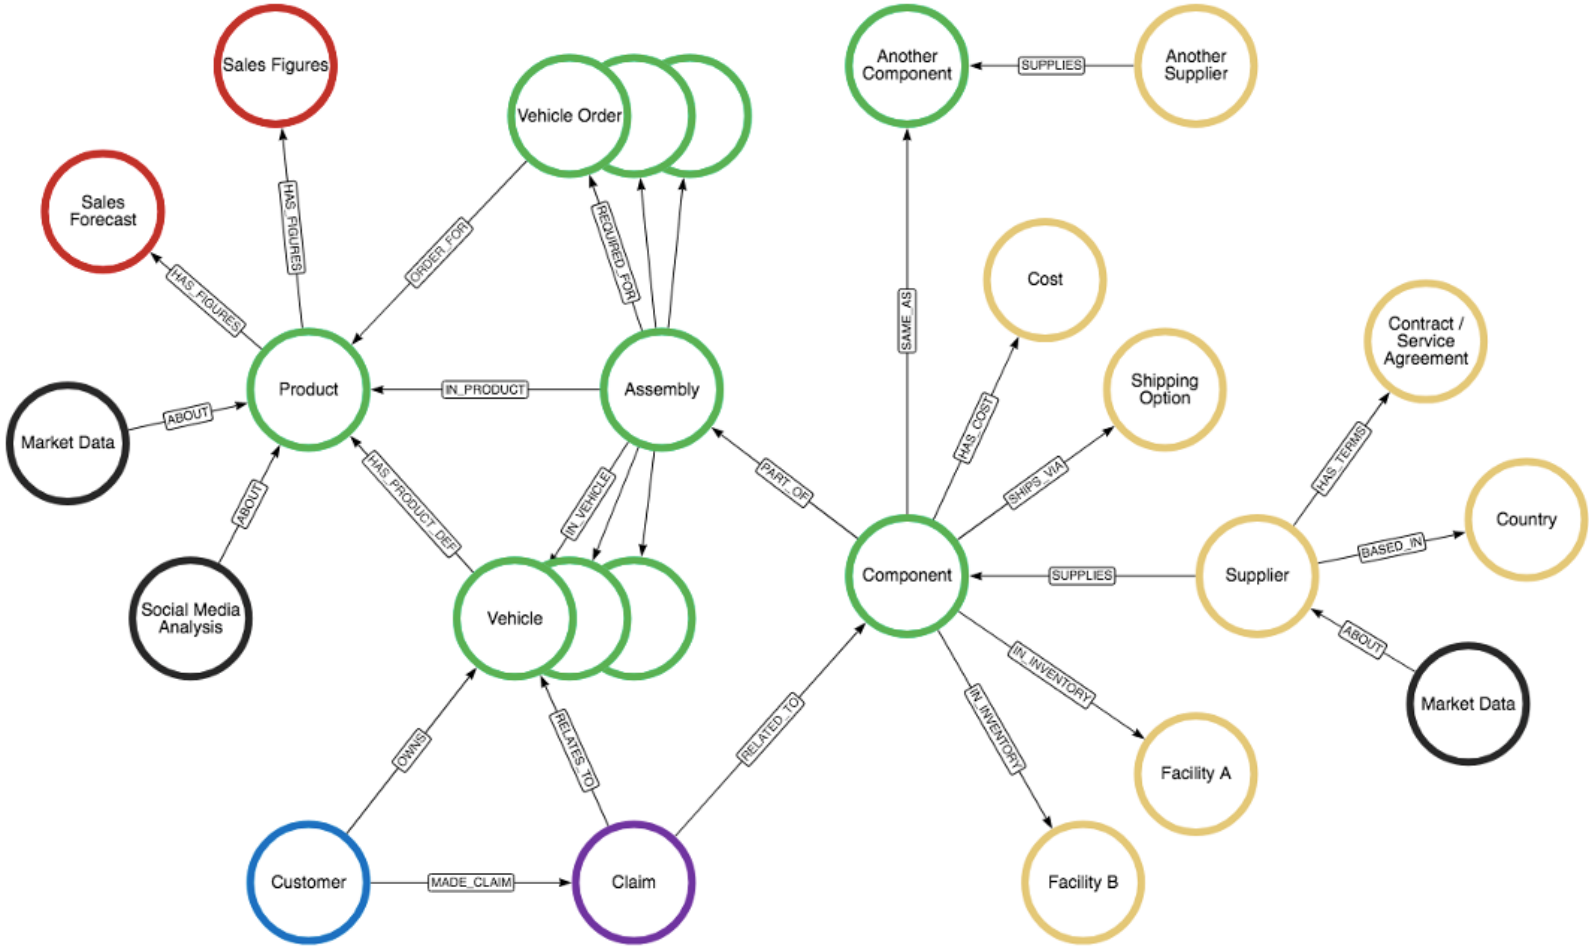 Sales Figures
Vehicle Order
Another
Component
SUPPLIES
Another
Supplier
Sales
Forecast
HAS_FIGURES
HAS_FIGURES
ORDER_FOR
REQUIRED_FOR
SAME_AS
Cost
Contract /
Service
Agreement
Product
IN_PRODUCT
Assembly
HAS_COST
Shipping
Option
Market Data
ABOUT
ABOUT
HAS_PRODUCT_DEF
IN_VEHICLE
PART_OF
SHIPS_VIA
HAS_TERMS
Country
BASED_IN
Social Media
Analysis
Vehicle
Component
SUPPLIES
Supplier
ABOUT
Market Data
OWNS
RELATES_TO
RELATED_TO
IN_INVENTORY
IN_INVENTORY
Facility A
Customer
MADE_CLAIM
Claim
Facility B